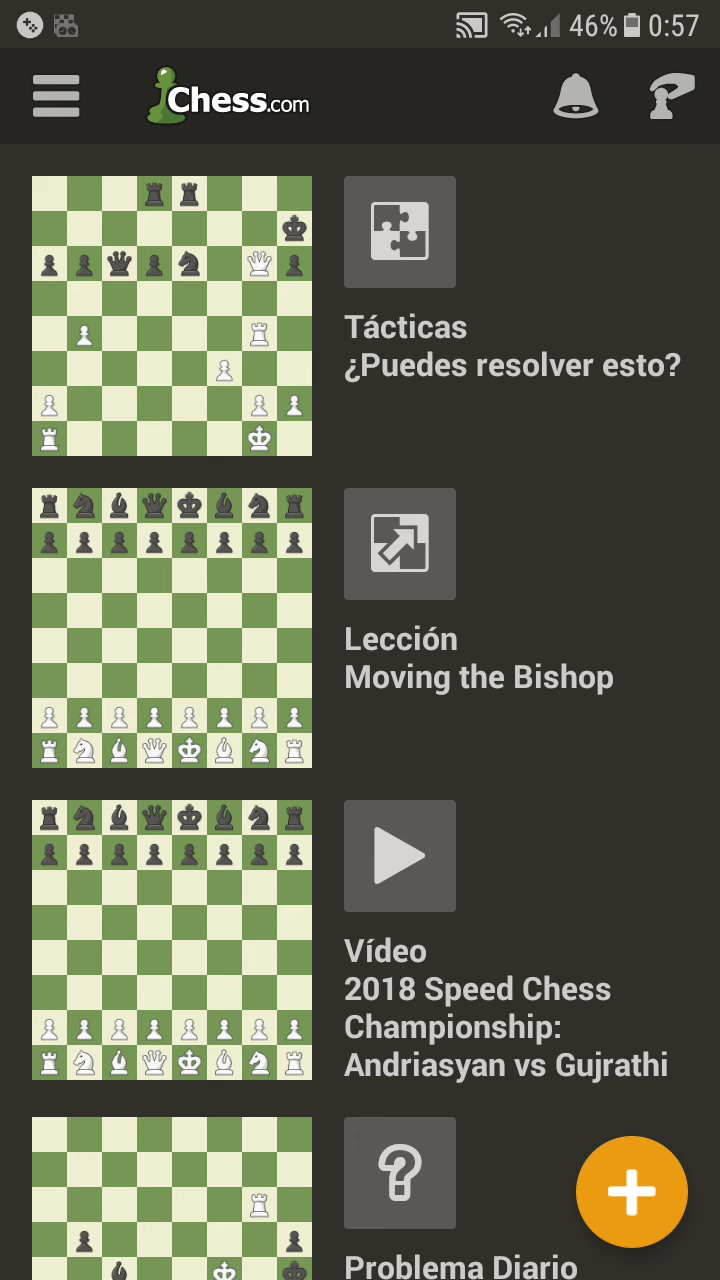 46% 0:57
Chess.com
Tácticas
¿Puedes resolver esto?
Lección
Moving the Bishop
Vídeo
2018 Speed Chess
Championship:
Andriasyan vs Gujrathi
Problema Diario